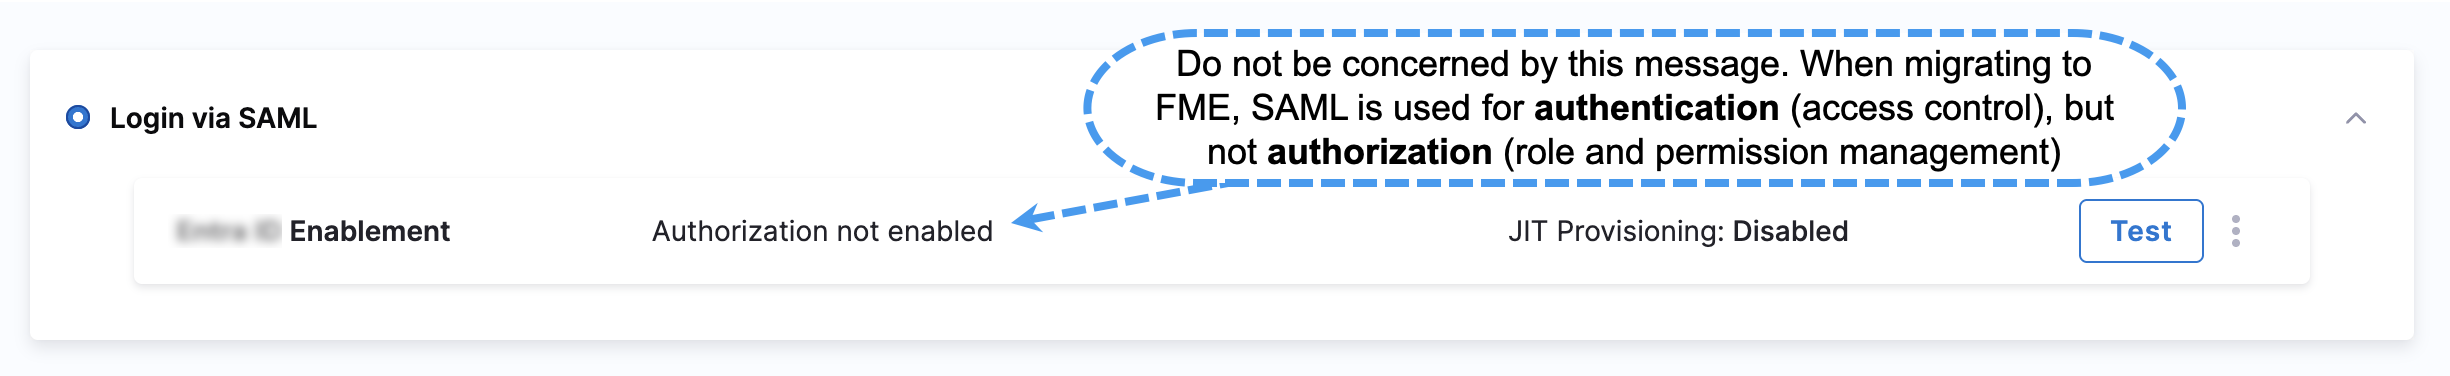 Do not be concerned by this message. When migrating to
FME, SAML is used for authentication (access control), but
not authorization (role and permission management)
Login via SAML
Enablement
Authorization not enabled
JIT Provisioning: Disabled
Test